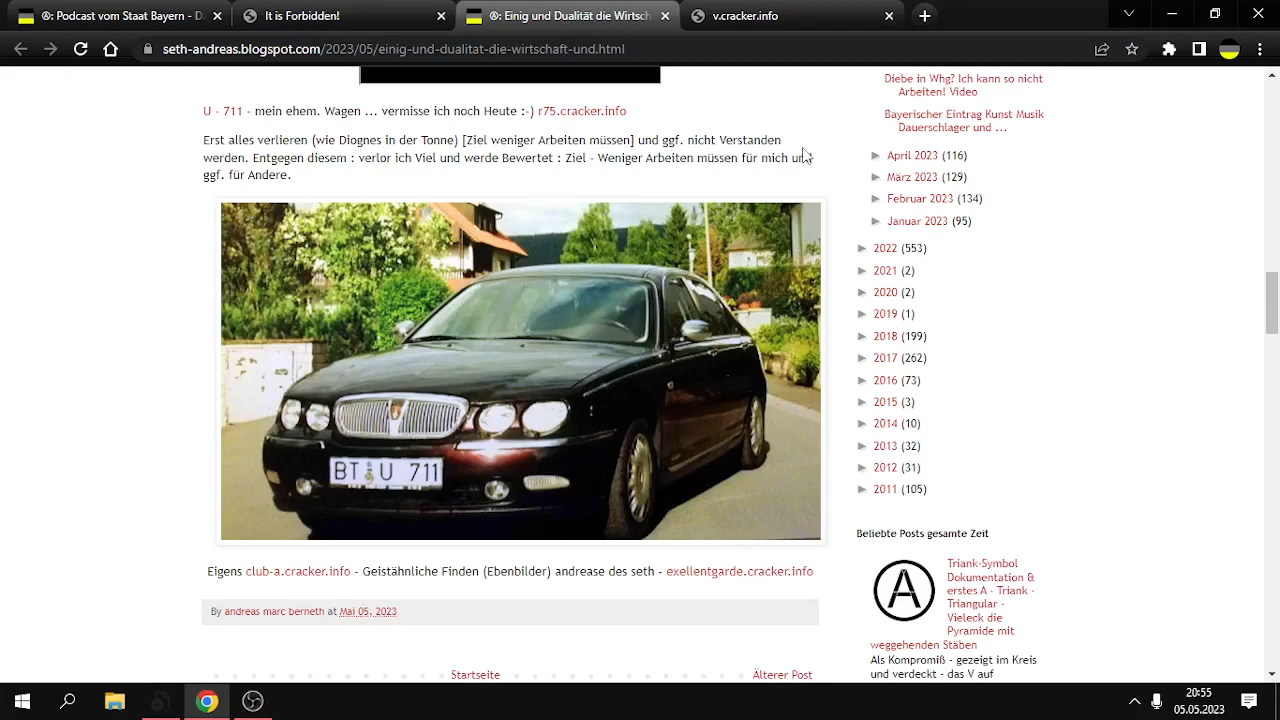 Ⓐ: Podcast vom Staat Bayern - D
It is Forbidden!
Ⓐ: Einig und Dualität die Wirtsch
v.cracker.info
seth-andreas.blogspot.com/2023/05/einig-und-dualitat-die-wirtschaft-und.html
U - 711 - mein ehem. Wagen ... vermisse ich noch Heute :-) r75.cracker.info
Erst alles verlieren (wie Diognes in der Tonne) [Ziel weniger Arbeiten müssen] und ggf. nicht Verstanden
werden. Entgegen diesem : verlor ich Viel und werde Bewertet : Ziel - Weniger Arbeiten müssen für mich und
ggf. für Andere.
BT U 711
Eigens club-a.cracker.info - Geistähnliche Finden (Ebenbilder) andrease des seth - exellentgarde.cracker.info
By andreas marc berneth at Mai 05, 2023
Startseite
Älterer Post
Diebe in Whg? Ich kann so nicht
Arbeiten! Video
Bayerischer Eintrag Kunst Musik
Dauerschlager und ...
► April 2023 (116)
► März 2023 (129)
► Februar 2023 (134)
► Januar 2023 (95)
► 2022 (553)
► 2021 (2)
► 2020 (2)
► 2019 (1)
► 2018 (199)
► 2017 (262)
► 2016 (73)
► 2015 (3)
► 2014 (10)
► 2013 (32)
► 2012 (31)
► 2011 (105)
Beliebte Posts gesamte Zeit
A
Triank-Symbol
Dokumentation &
erstes A - Triank -
Triangular -
Vieleck die
Pyramide mit
weggehenden Stäben
Als Kompromiß - gezeigt im Kreis
und verdeckt - das V auf
20:55
05.05.2023